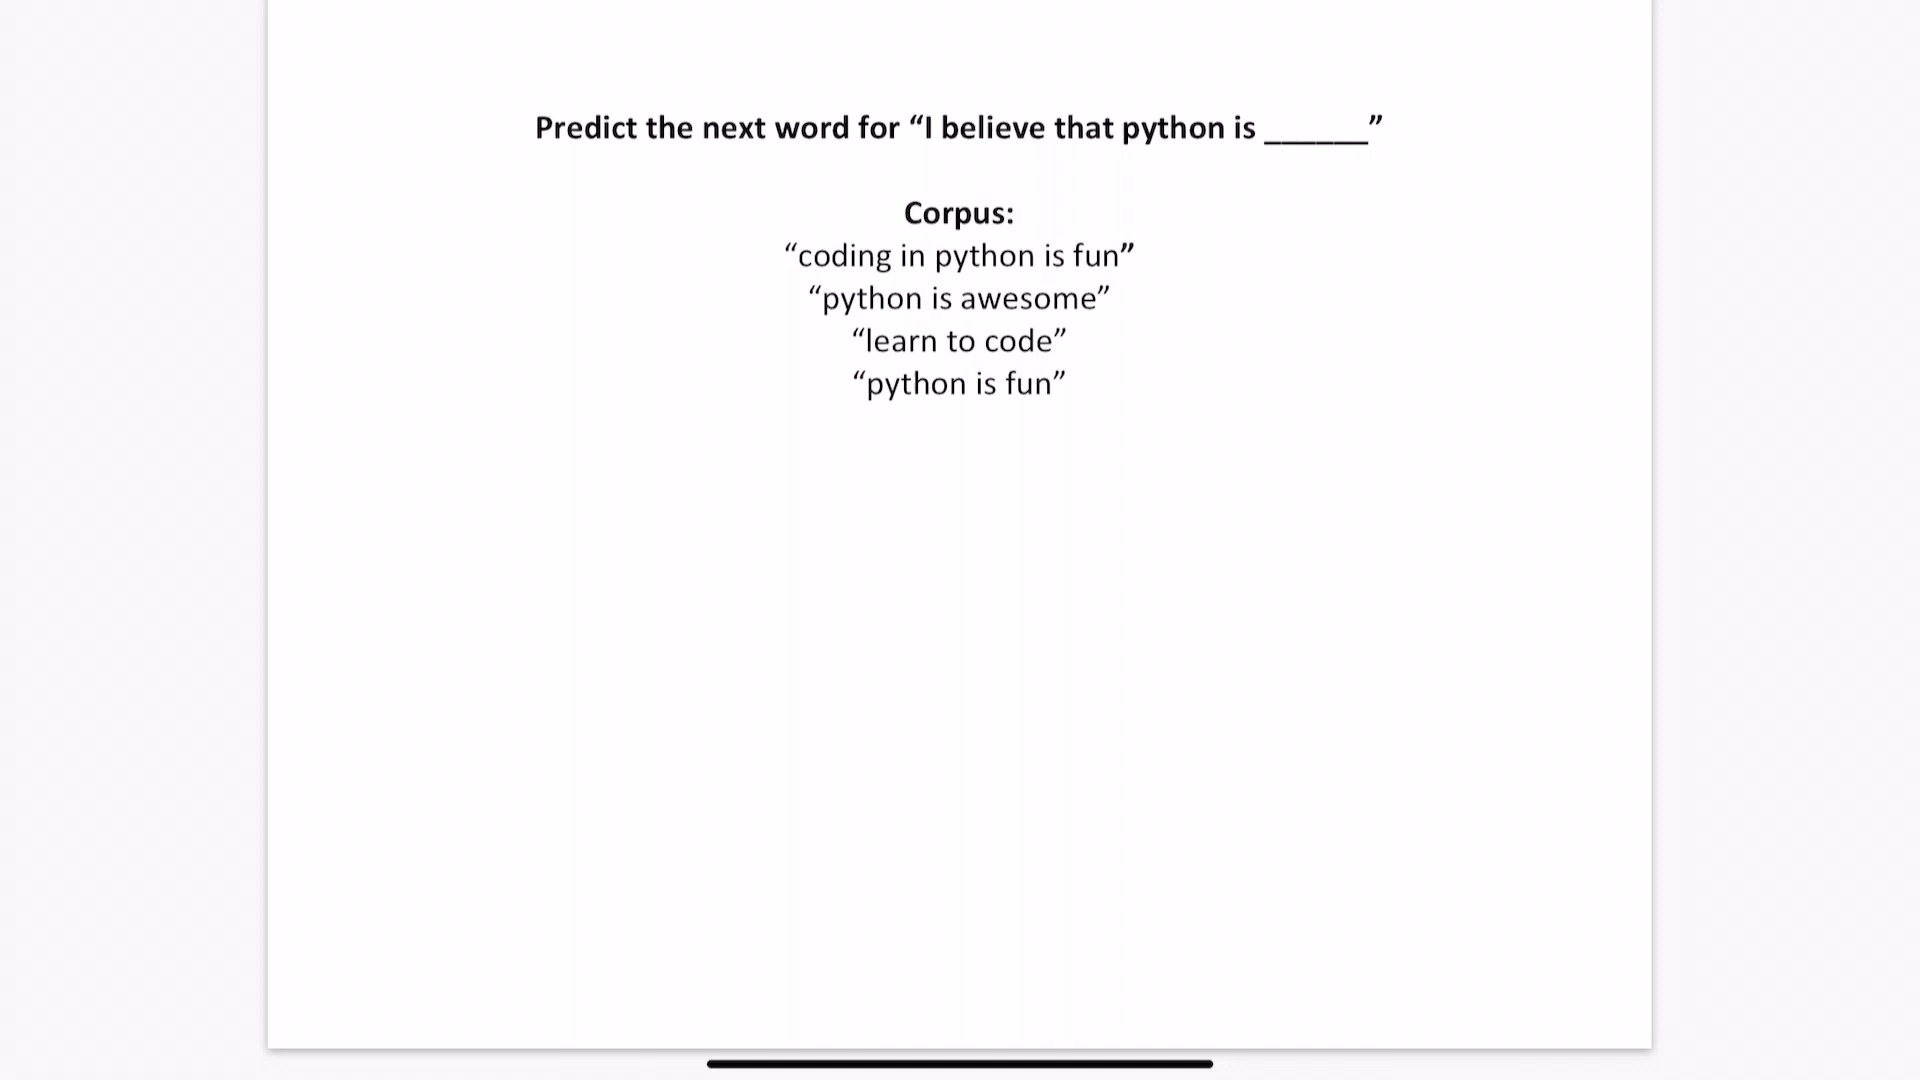 Predict the next word for “I believe that python is ______”
Corpus:
“coding in python is fun”
“python is awesome”
“learn to code”
“python is fun”